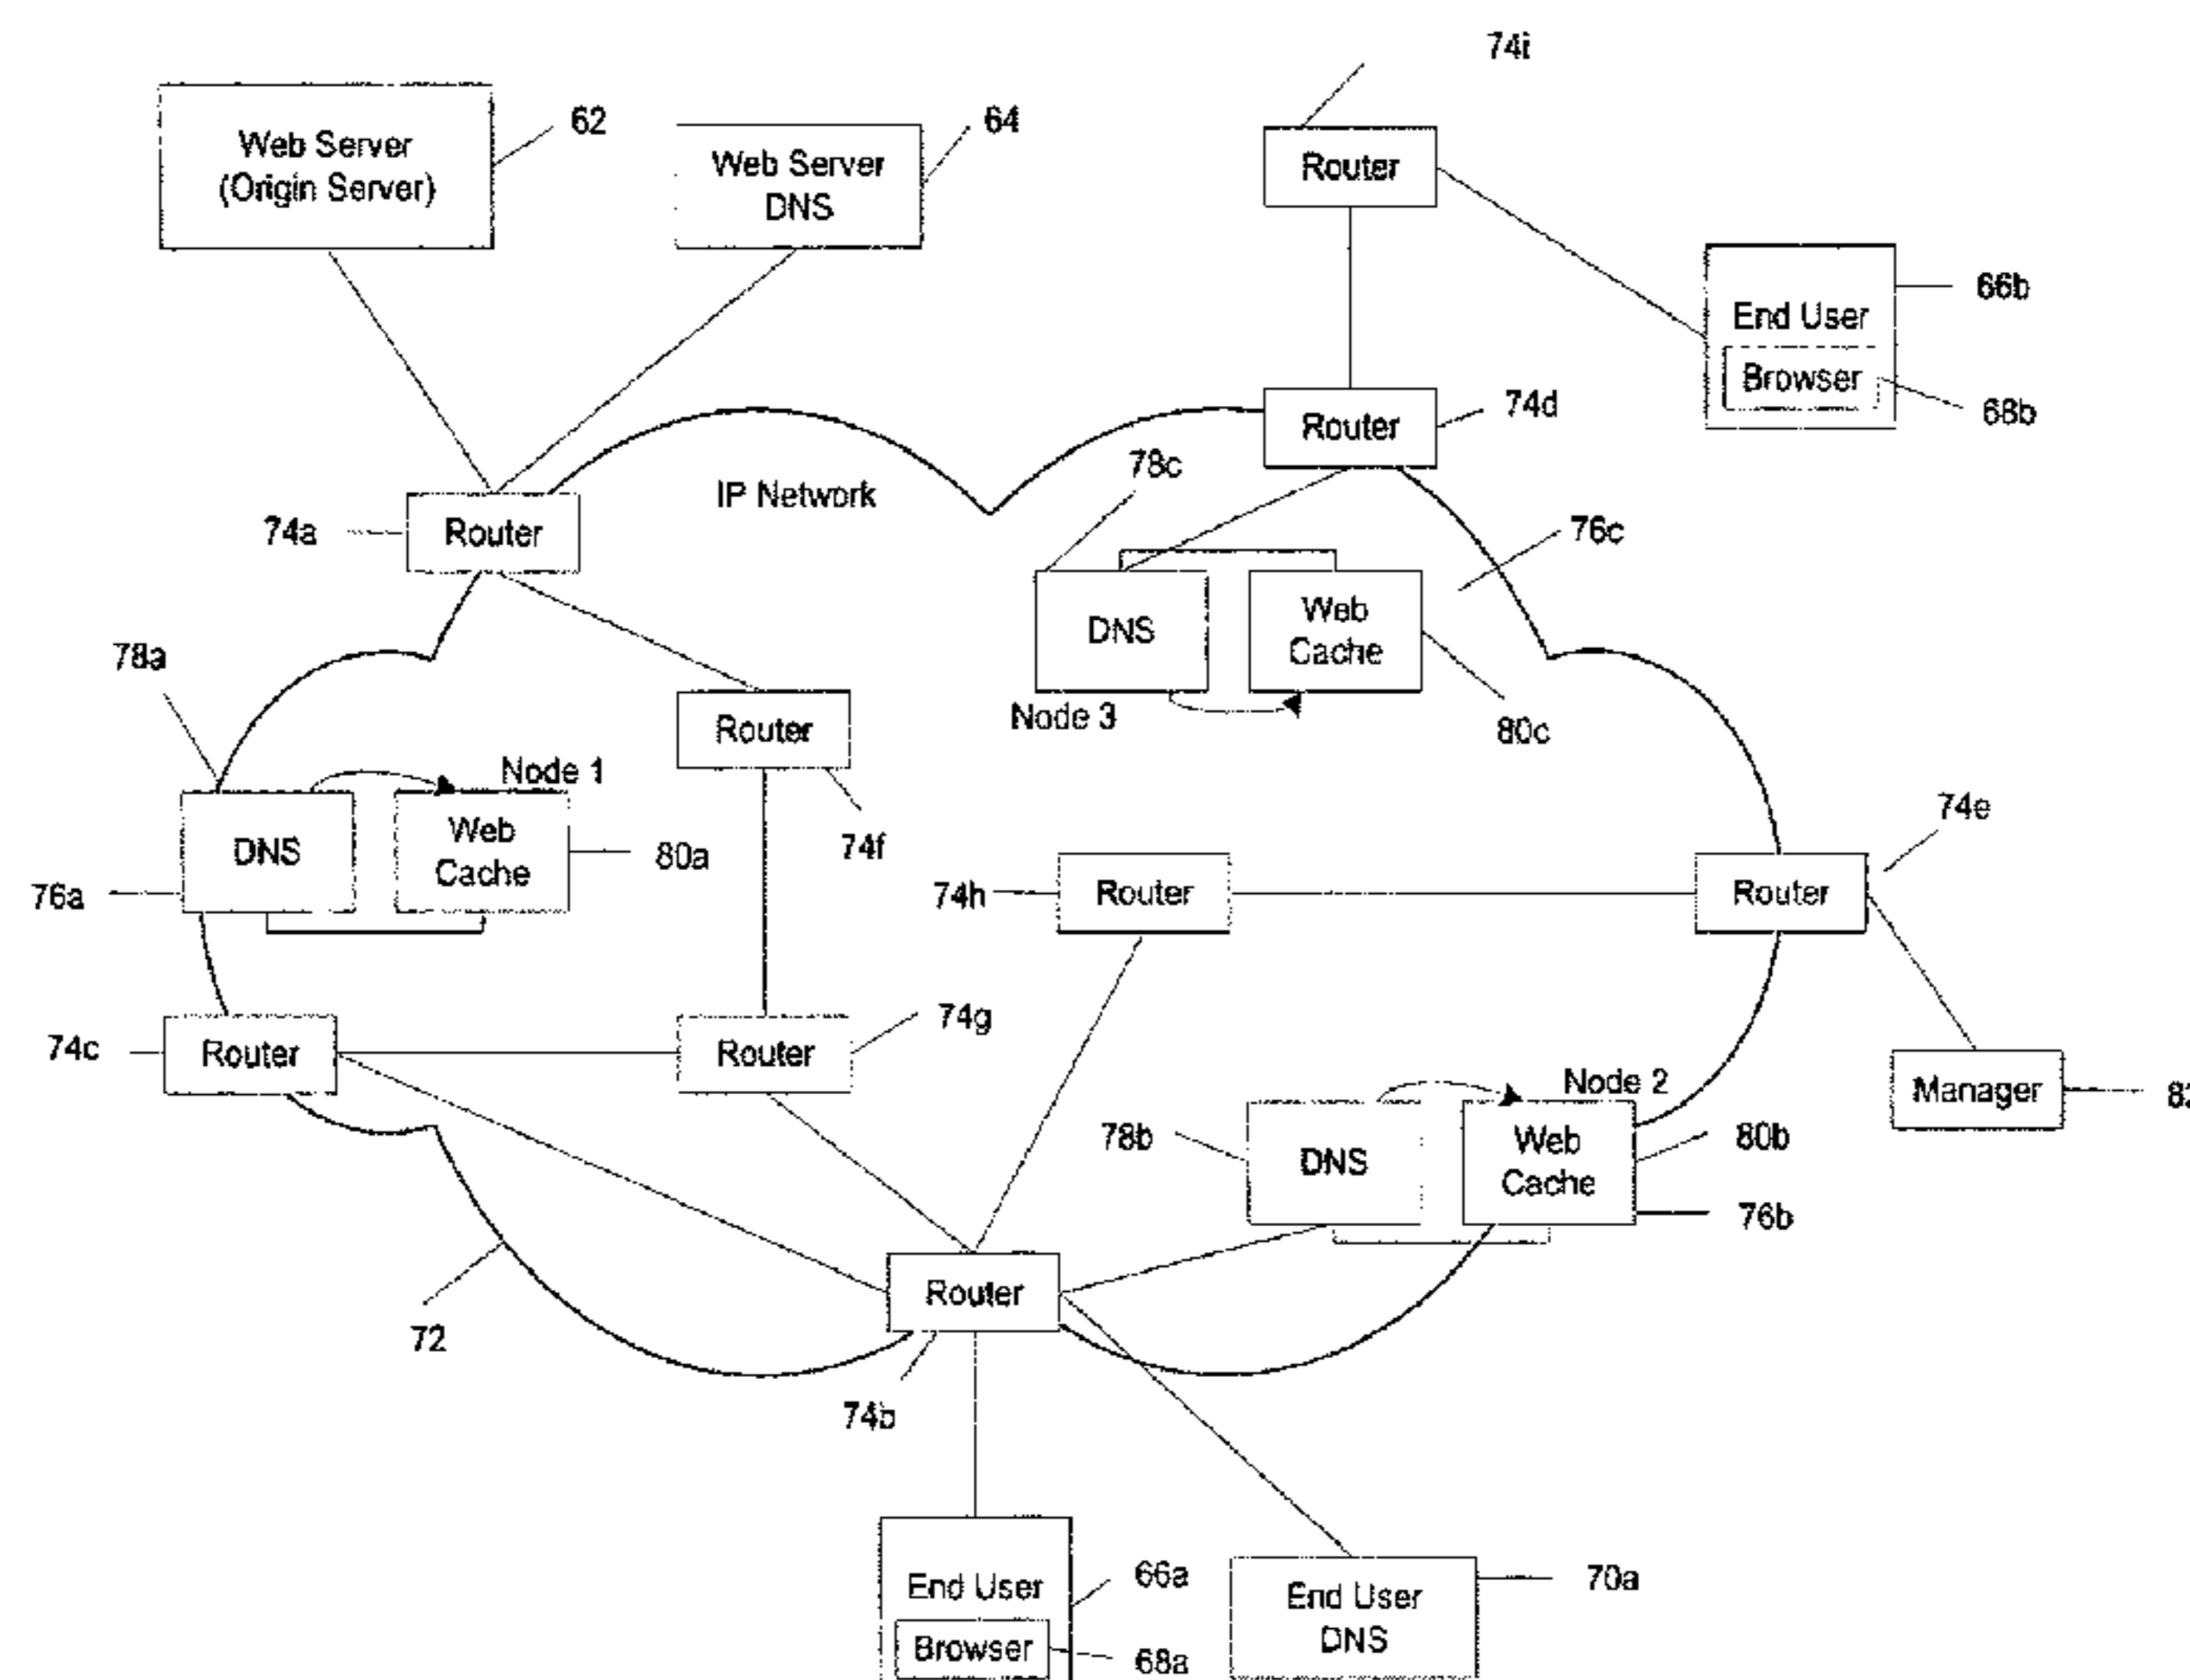 74i
Web Server
(Origin Server)
62
Web Server
DNS
64
Router
End User
66b
Browser
68b
Router
74d
78c
IP Network
74a
Router
76c
DNS
Web
Cache
Node 3
80c
78a
Router
74f
Node 1
DNS
Web
Cache
80a
76a
74e
74h
Router
Router
74c
Router
Router
74g
Manager
Node 2
78b
DNS
Web
Cache
80b
76b
Router
72
74b
End User
66a
Browser
68a
End User
DNS
70a